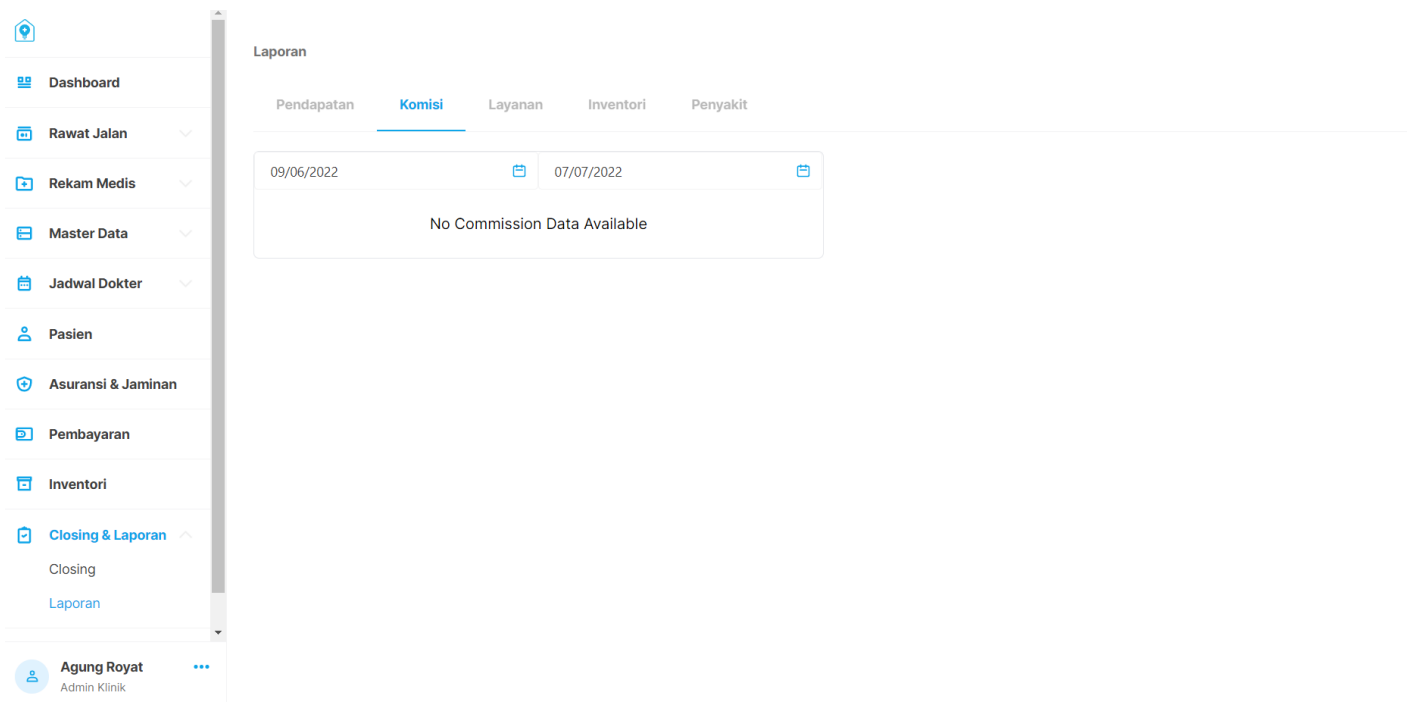 Dashboard
Rawat Jalan
Rekam Medis
Master Data
Jadwal Dokter
Pasien
Asuransi & Jaminan
Pembayaran
Inventori
Closing & Laporan
Closing
Laporan
Agung Royat
Admin Klinik
Laporan
Pendapatan Komisi Layanan Inventori Penyakit
09/06/2022 07/07/2022
No Commission Data Available